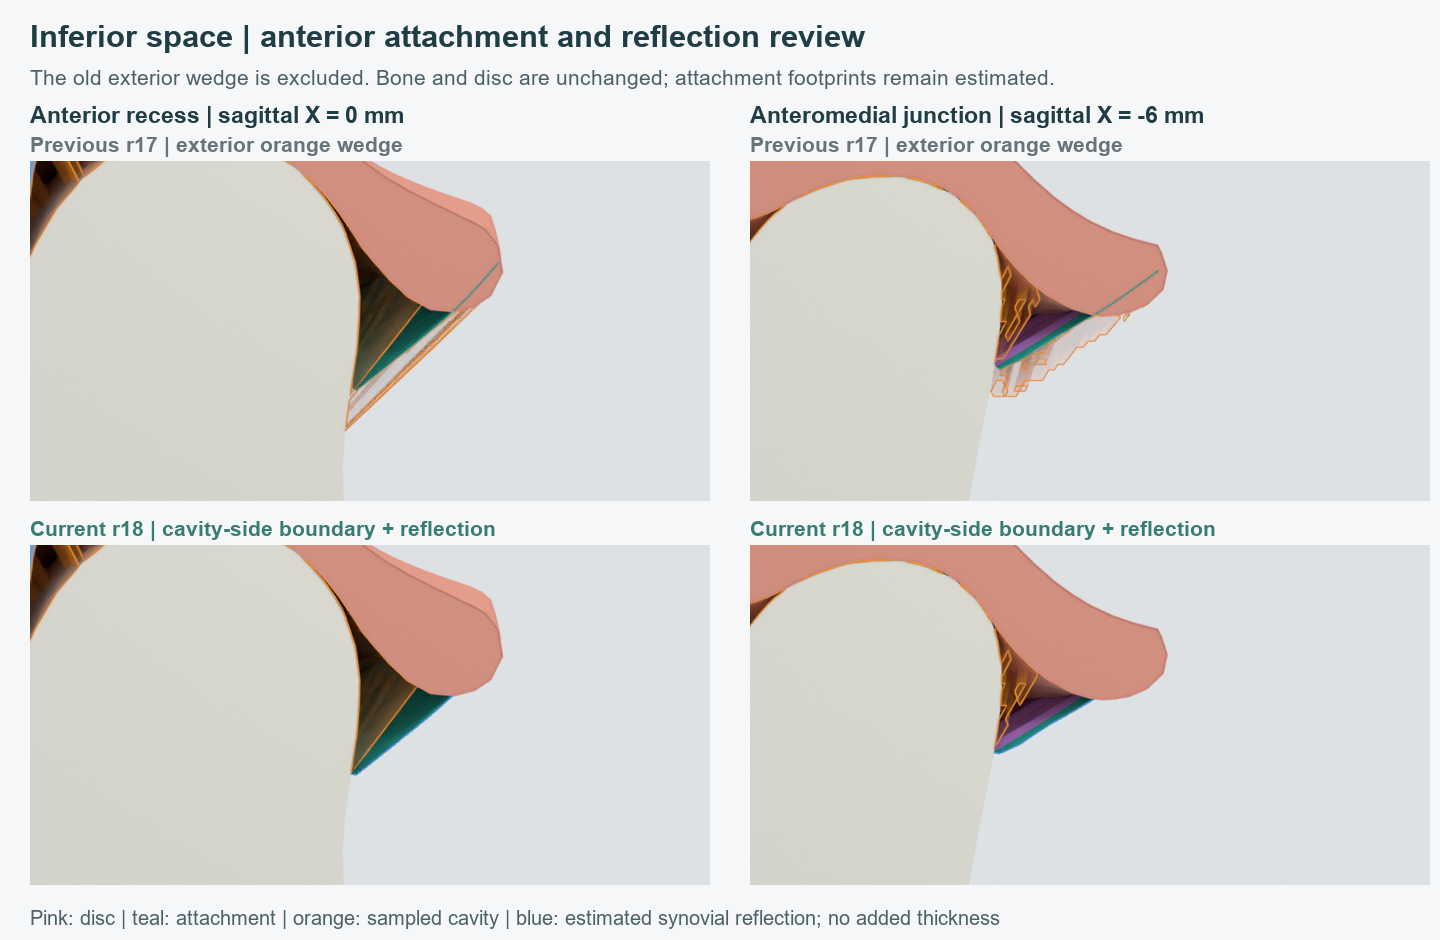 Inferior space | anterior attachment and reflection review
The old exterior wedge is excluded. Bone and disc are unchanged; attachment footprints remain estimated.
Anterior recess | sagittal X = 0 mm
Previous r17 | exterior orange wedge
Anteromedial junction | sagittal X = -6 mm
Previous r17 | exterior orange wedge
Current r18 | cavity-side boundary + reflection
Current r18 | cavity-side boundary + reflection
Pink: disc | teal: attachment | orange: sampled cavity | blue: estimated synovial reflection; no added thickness